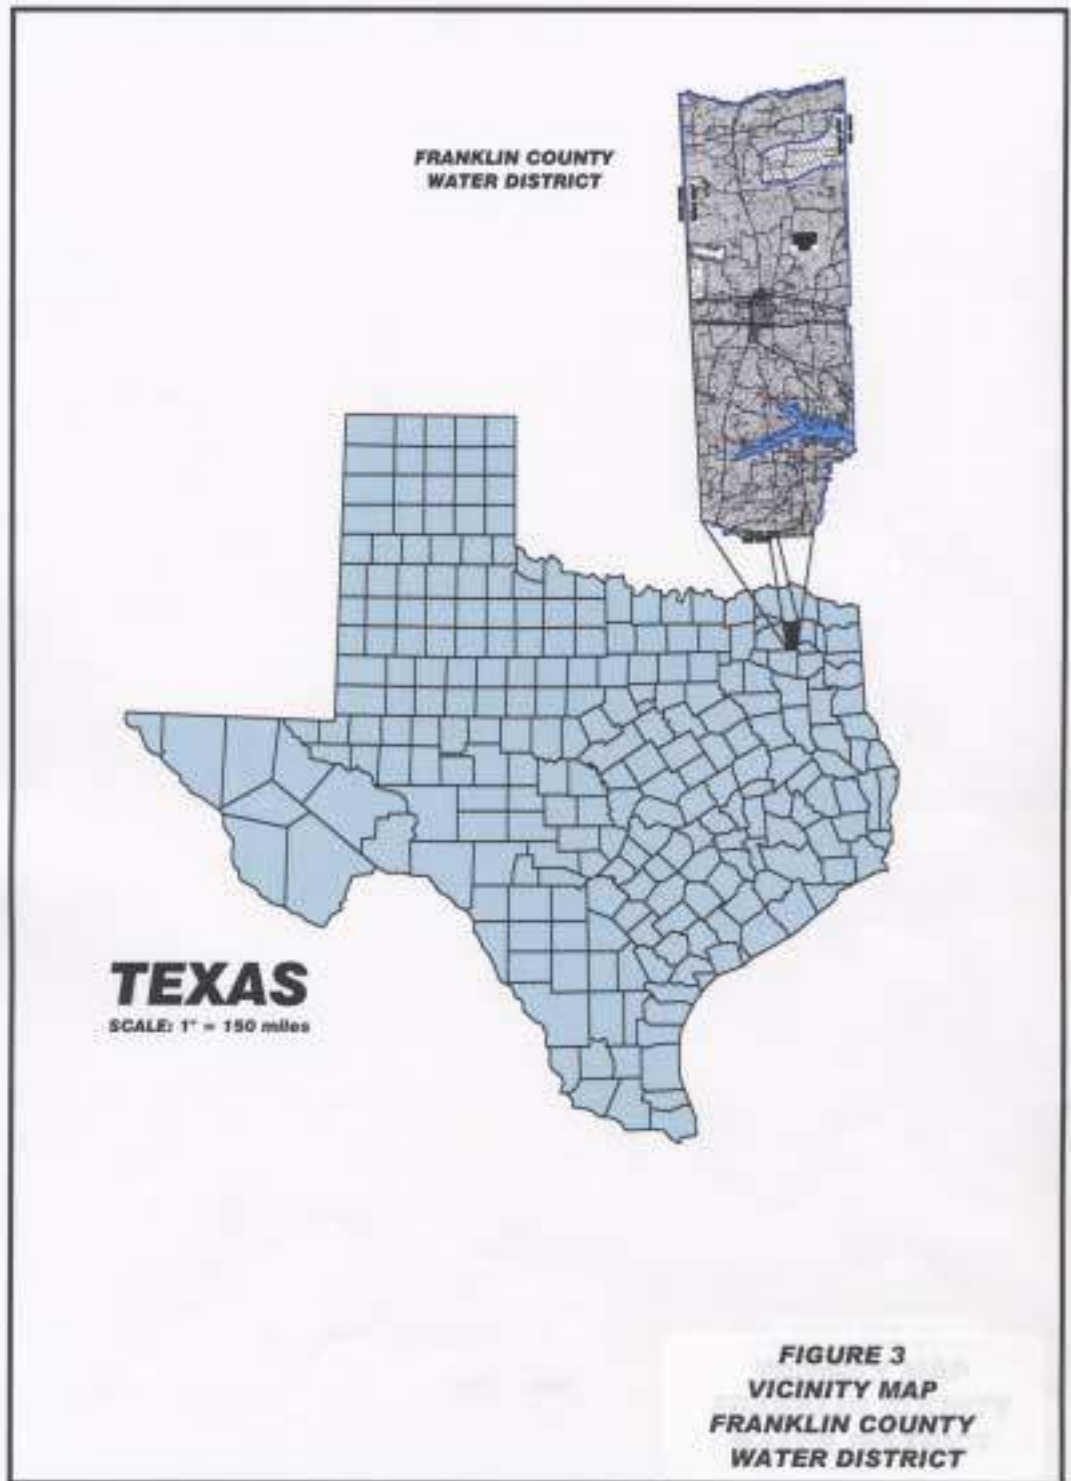 FRANKLIN COUNTY
WATER DISTRICT
TEXAS
SCALE: 1" = 150 miles
FIGURE 3
VICINITY MAP
FRANKLIN COUNTY
WATER DISTRICT